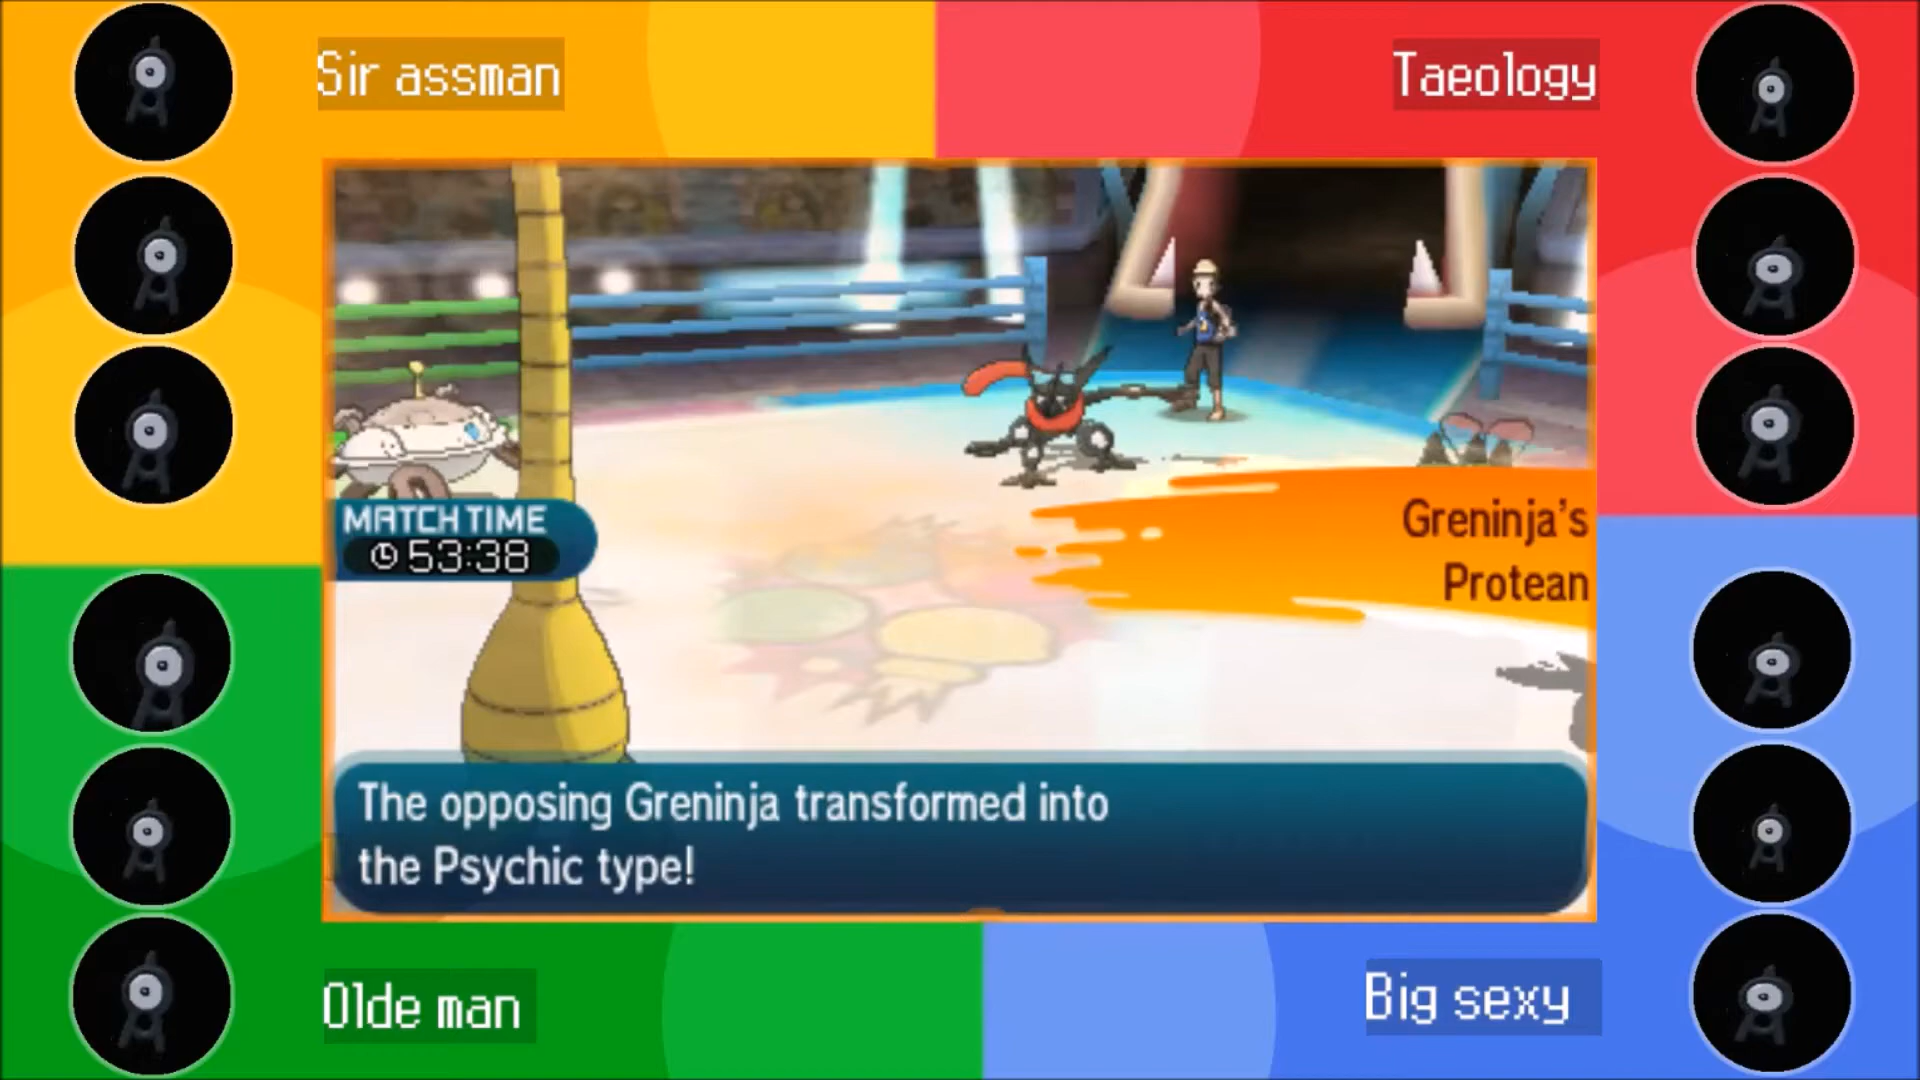 Sir assman
Taeology
MATCH TIME
53:38
Greninja's
Protean
The opposing Greninja transformed into
the Psychic type!
Olde man
Big sexy